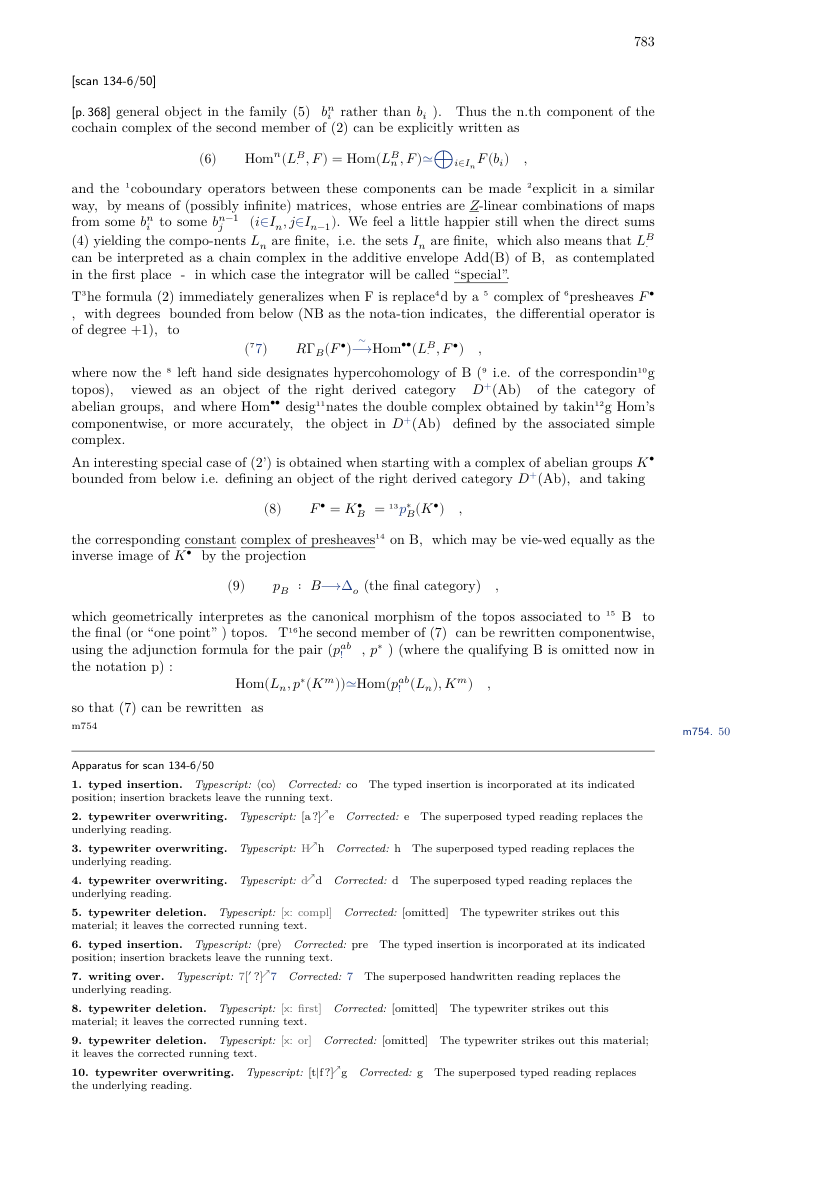 783
[scan 134-6/50]
[p. 368] general object in the family (5) bᵢⁿ rather than bᵢ ). Thus the n.th component of the
cochain complex of the second member of (2) can be explicitly written as
(6) Homⁿ(L.ᴮ, F) = Hom(Lₙᴮ, F)≃⨁_{i∈Iₙ} F(bᵢ) ,
and the ¹coboundary operators between these components can be made ²explicit in a similar
way, by means of (possibly infinite) matrices, whose entries are Z-linear combinations of maps
from some bᵢⁿ to some bⱼⁿ⁻¹ (i∈Iₙ, j∈Iₙ₋₁). We feel a little happier still when the direct sums
(4) yielding the compo-nents Lₙ are finite, i.e. the sets Iₙ are finite, which also means that L.ᴮ
can be interpreted as a chain complex in the additive envelope Add(B) of B, as contemplated
in the first place - in which case the integrator will be called “special”.
T³he formula (2) immediately generalizes when F is replace⁴d by a ⁵ complex of ⁶presheaves F•
, with degrees bounded from below (NB as the nota-tion indicates, the differential operator is
of degree +1), to
(⁷7) RΓ_B(F•)⟶̃Hom••(L.ᴮ, F•) ,
where now the ⁸ left hand side designates hypercohomology of B (⁹ i.e. of the correspondin¹⁰g
topos), viewed as an object of the right derived category D⁺(Ab) of the category of
abelian groups, and where Hom•• desig¹¹nates the double complex obtained by takin¹²g Hom’s
componentwise, or more accurately, the object in D⁺(Ab) defined by the associated simple
complex.
An interesting special case of (2’) is obtained when starting with a complex of abelian groups K•
bounded from below i.e. defining an object of the right derived category D⁺(Ab), and taking
(8) F• = K•_B = ¹³p*_B(K•) ,
the corresponding constant complex of presheaves¹⁴ on B, which may be vie-wed equally as the
inverse image of K• by the projection
(9) p_B : B⟶Δₒ (the final category) ,
which geometrically interpretes as the canonical morphism of the topos associated to ¹⁵ B to
the final (or “one point” ) topos. T¹⁶he second member of (7) can be rewritten componentwise,
using the adjunction formula for the pair (p_!^{ab} , p* ) (where the qualifying B is omitted now in
the notation p) :
Hom(Lₙ, p*(Kᵐ))≃Hom(p_!^{ab}(Lₙ), Kᵐ) ,
so that (7) can be rewritten as
m754
m754. 50
Apparatus for scan 134-6/50
1. typed insertion. Typescript: ⟨co⟩ Corrected: co The typed insertion is incorporated at its indicated
position; insertion brackets leave the running text.
2. typewriter overwriting. Typescript: [a ?]↗e Corrected: e The superposed typed reading replaces the
underlying reading.
3. typewriter overwriting. Typescript: H↗h Corrected: h The superposed typed reading replaces the
underlying reading.
4. typewriter overwriting. Typescript: d↗d Corrected: d The superposed typed reading replaces the
underlying reading.
5. typewriter deletion. Typescript: [x: compl] Corrected: [omitted] The typewriter strikes out this
material; it leaves the corrected running text.
6. typed insertion. Typescript: ⟨pre⟩ Corrected: pre The typed insertion is incorporated at its indicated
position; insertion brackets leave the running text.
7. writing over. Typescript: 7[’ ?]↗7 Corrected: 7 The superposed handwritten reading replaces the
underlying reading.
8. typewriter deletion. Typescript: [x: first] Corrected: [omitted] The typewriter strikes out this
material; it leaves the corrected running text.
9. typewriter deletion. Typescript: [x: or] Corrected: [omitted] The typewriter strikes out this material;
it leaves the corrected running text.
10. typewriter overwriting. Typescript: [t|f ?]↗g Corrected: g The superposed typed reading replaces
the underlying reading.